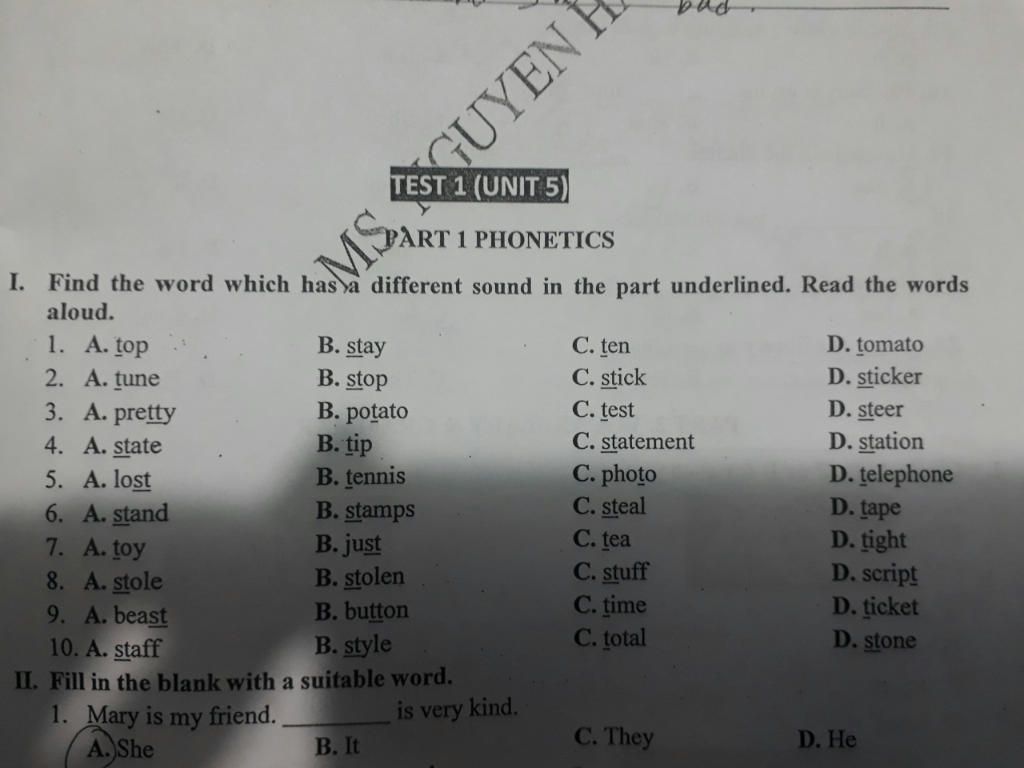 bad.
MS. NGUYEN
TEST 1 (UNIT 5)
PART 1 PHONETICS
I. Find the word which has a different sound in the part underlined. Read the words
aloud.
1. A. top B. stay C. ten D. tomato
2. A. tune B. stop C. stick D. sticker
3. A. pretty B. potato C. test D. steer
4. A. state B. tip C. statement D. station
5. A. lost B. tennis C. photo D. telephone
6. A. stand B. stamps C. steal D. tape
7. A. toy B. just C. tea D. tight
8. A. stole B. stolen C. stuff D. script
9. A. beast B. button C. time D. ticket
10. A. staff B. style C. total D. stone
II. Fill in the blank with a suitable word.
1. Mary is my friend. __________ is very kind.
A. She B. It C. They D. He